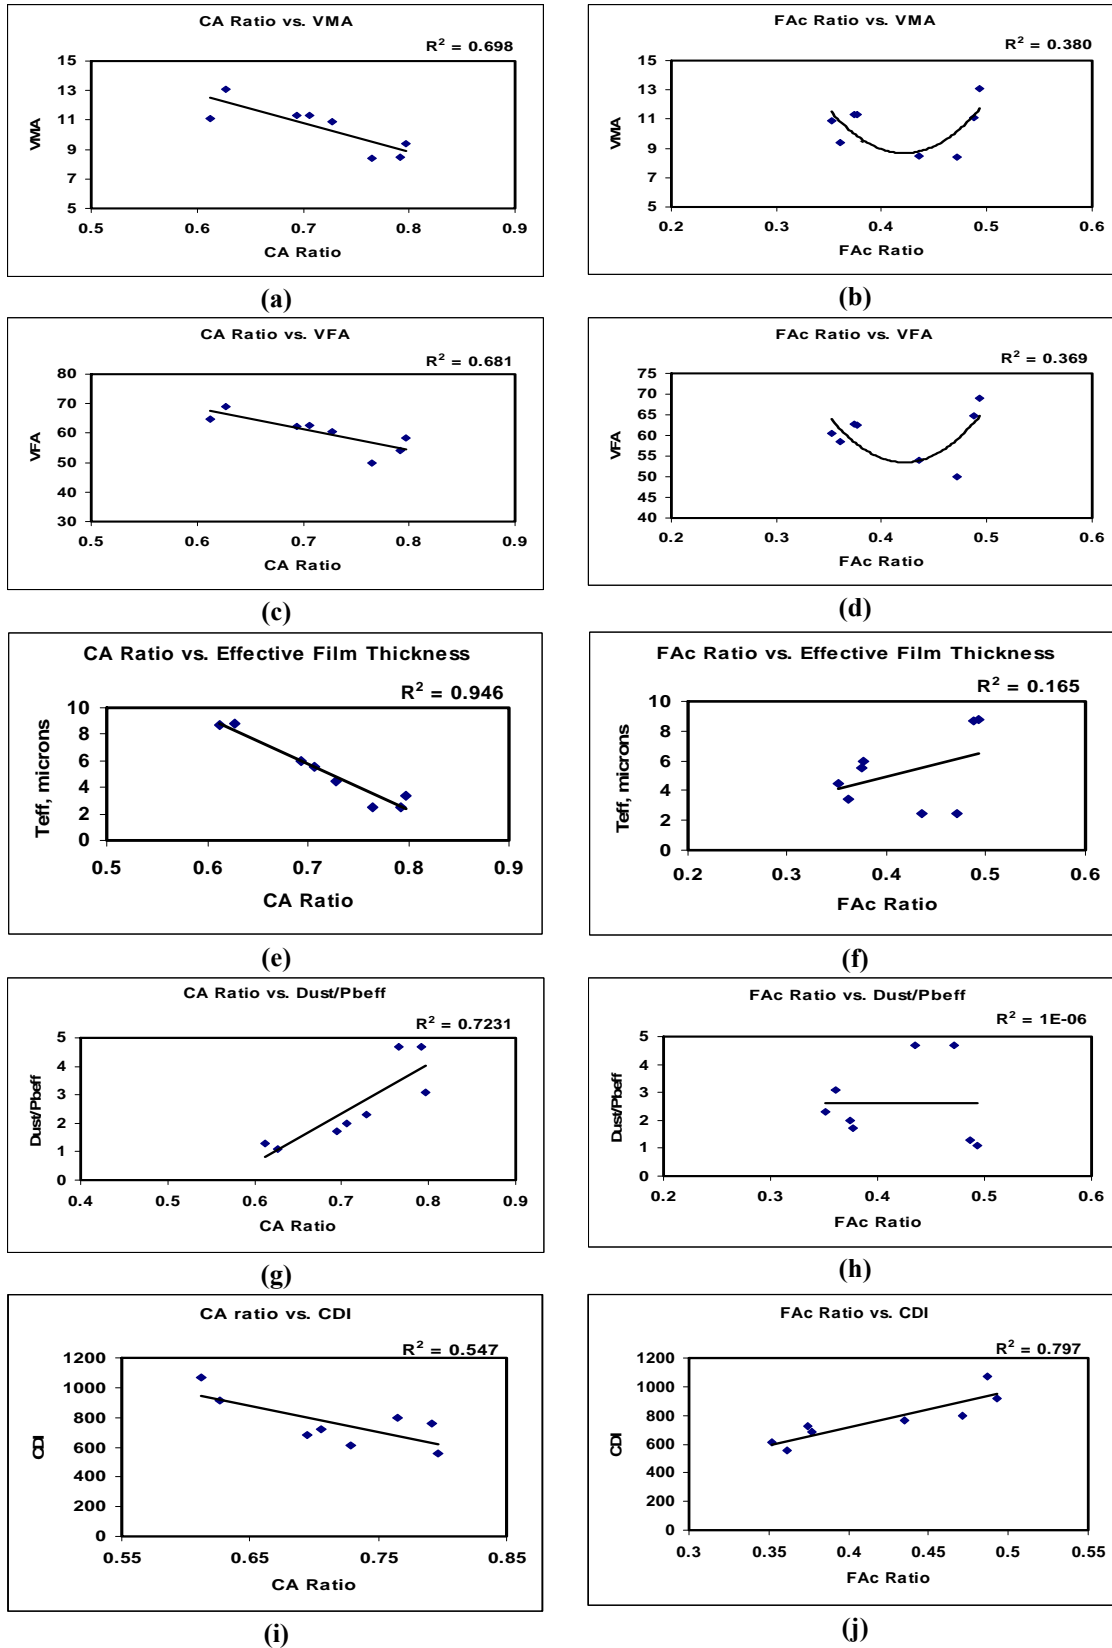 CA Ratio vs. VMA
R² = 0.698
15
13
11
9
7
5
VMA
0.5 0.6 0.7 0.8 0.9
CA Ratio
(a)
FAc Ratio vs. VMA
R² = 0.380
15
13
11
9
7
5
VMA
0.2 0.3 0.4 0.5 0.6
FAc Ratio
(b)
CA Ratio vs. VFA
R² = 0.681
80
70
60
50
40
30
VFA
0.5 0.6 0.7 0.8 0.9
CA Ratio
(c)
FAc Ratio vs. VFA
R² = 0.369
75
70
65
60
55
50
45
40
VFA
0.2 0.3 0.4 0.5 0.6
FAc Ratio
(d)
CA Ratio vs. Effective Film Thickness
R² = 0.946
10
8
6
4
2
0
Teff, microns
0.5 0.6 0.7 0.8 0.9
CA Ratio
(e)
FAc Ratio vs. Effective Film Thickness
R² = 0.165
10
8
6
4
2
0
Teff, microns
0.2 0.3 0.4 0.5 0.6
FAc Ratio
(f)
CA Ratio vs. Dust/Pbeff
R² = 0.7231
5
4
3
2
1
0
Dust/Pbeff
0.4 0.5 0.6 0.7 0.8 0.9
CA Ratio
(g)
FAc Ratio vs. Dust/Pbeff
R² = 1E-06
5
4
3
2
1
0
Dust/Pbeff
0.2 0.3 0.4 0.5 0.6
FAc Ratio
(h)
CA ratio vs. CDI
R² = 0.547
1200
1000
800
600
400
200
0
CDI
0.55 0.65 0.75 0.85
CA Ratio
(i)
FAc Ratio vs. CDI
R² = 0.797
1200
1000
800
600
400
200
0
CDI
0.3 0.35 0.4 0.45 0.5 0.55
FAc Ratio
(j)